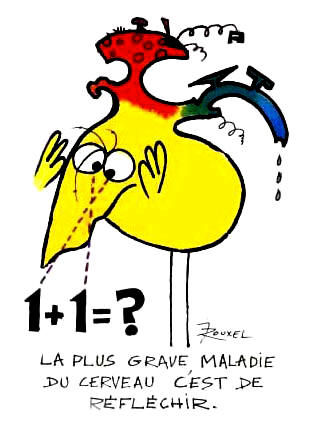 1+1=?
Rouxel
LA PLUS GRAVE MALADIE
DU CERVEAU C'EST DE
RÉFLÉCHIR.